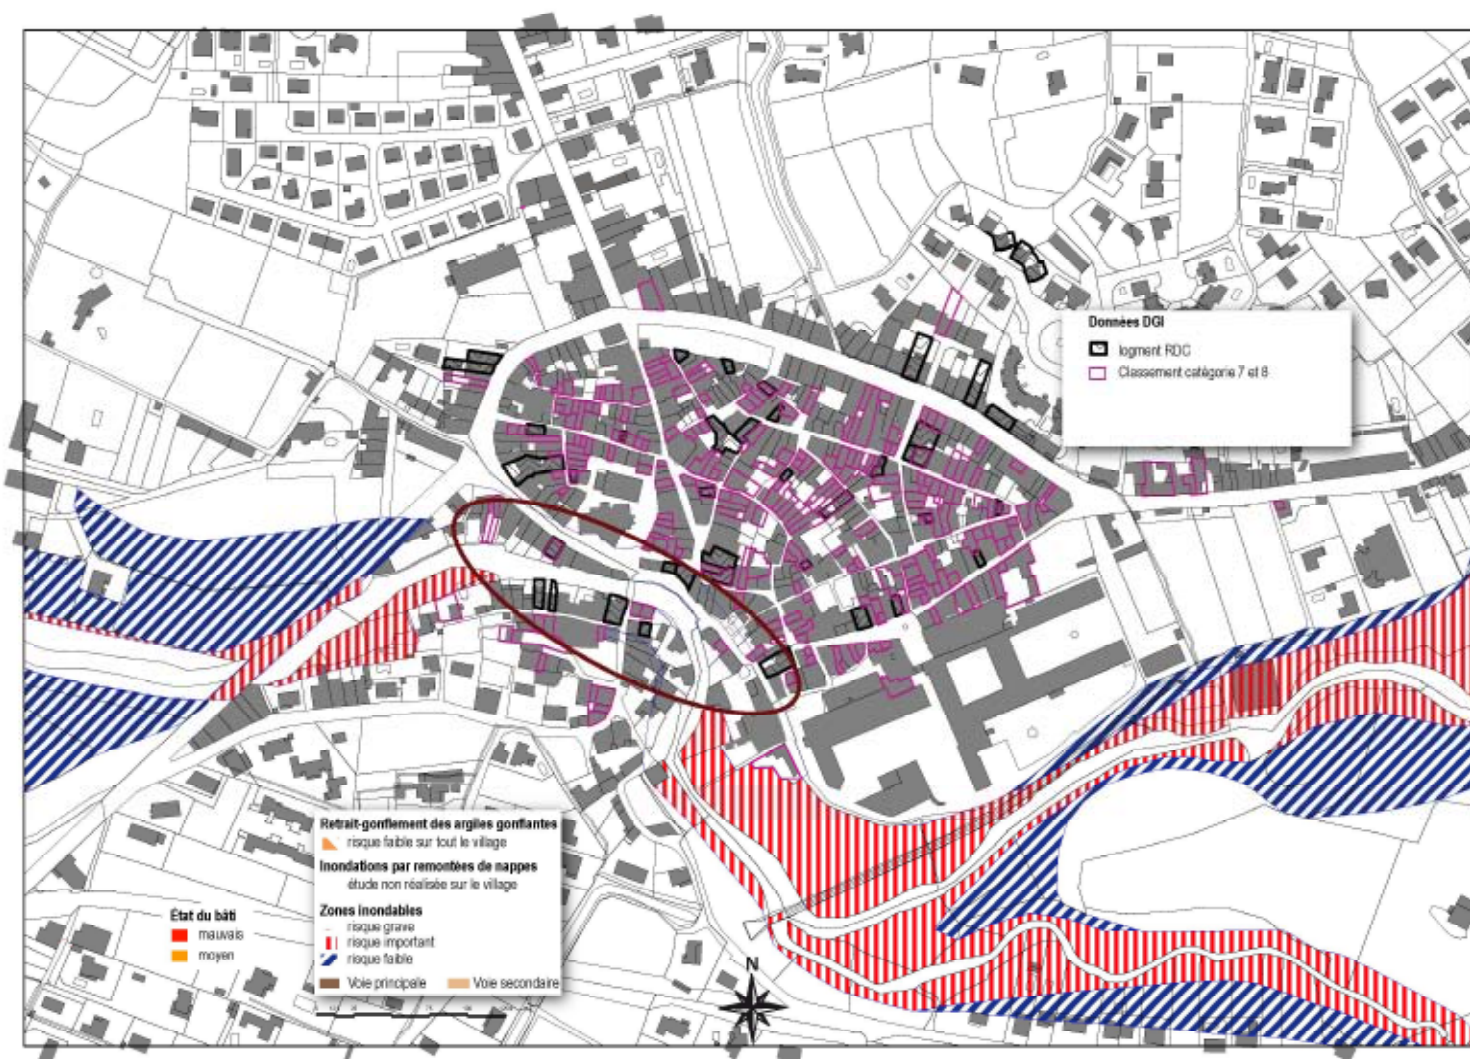 Données DGI
logment RDC
Classement catégorie 7 et 8
Retrait-gonflement des argiles gonflantes
risque faible sur tout le village
Inondations par remontées de nappes
étude non réalisée sur le village
Zones inondables
risque grave
risque important
risque faible
Voie principale Voie secondaire
État du bâti
mauvais
moyen
N